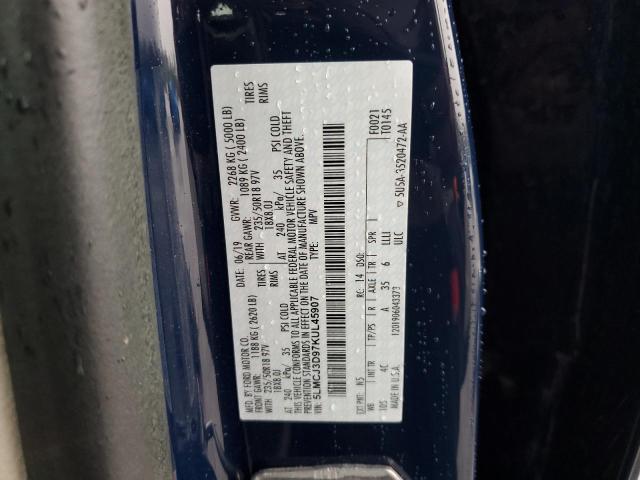 MFD. BY FORD MOTOR CO. DATE: 06/19 GVWR: 2268 KG ( 5000 LB)
FRONT GAWR: 1188 KG ( 2620 LB) REAR GAWR: 1089 KG ( 2400 LB)
WITH 235/50R18 97V TIRES WITH 235/50R18 97V TIRES
18X8.0J RIMS 18X8.0J RIMS
AT 240 kPa/ 35 PSI COLD AT 240 kPa/ 35 PSI COLD
THIS VEHICLE CONFORMS TO ALL APPLICABLE FEDERAL MOTOR VEHICLE SAFETY AND THEFT
PREVENTION STANDARDS IN EFFECT ON THE DATE OF MANUFACTURE SHOWN ABOVE.
VIN: 5LMCJ3D97KUL45907 TYPE: MPV
F0021
T0145
EXT PNT: N5 RC: 14 DSO:
WB INT TR TP/PS R AXLE TR SPR
105 4C A 35 6 LLLI
ULC
5U5A-3520472-AA